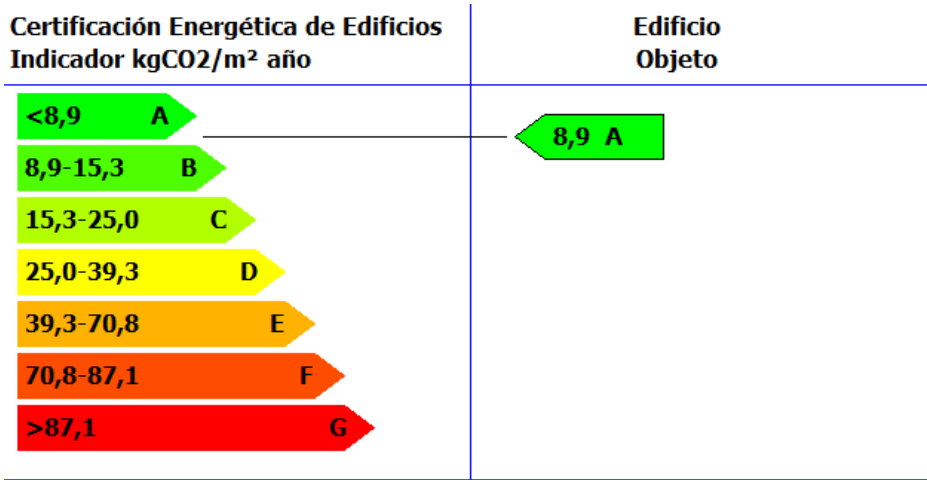 Certificación Energética de Edificios
Indicador kgCO2/m² año
Edificio
Objeto
<8,9 A
8,9 A
8,9-15,3 B
15,3-25,0 C
25,0-39,3 D
39,3-70,8 E
70,8-87,1 F
>87,1 G